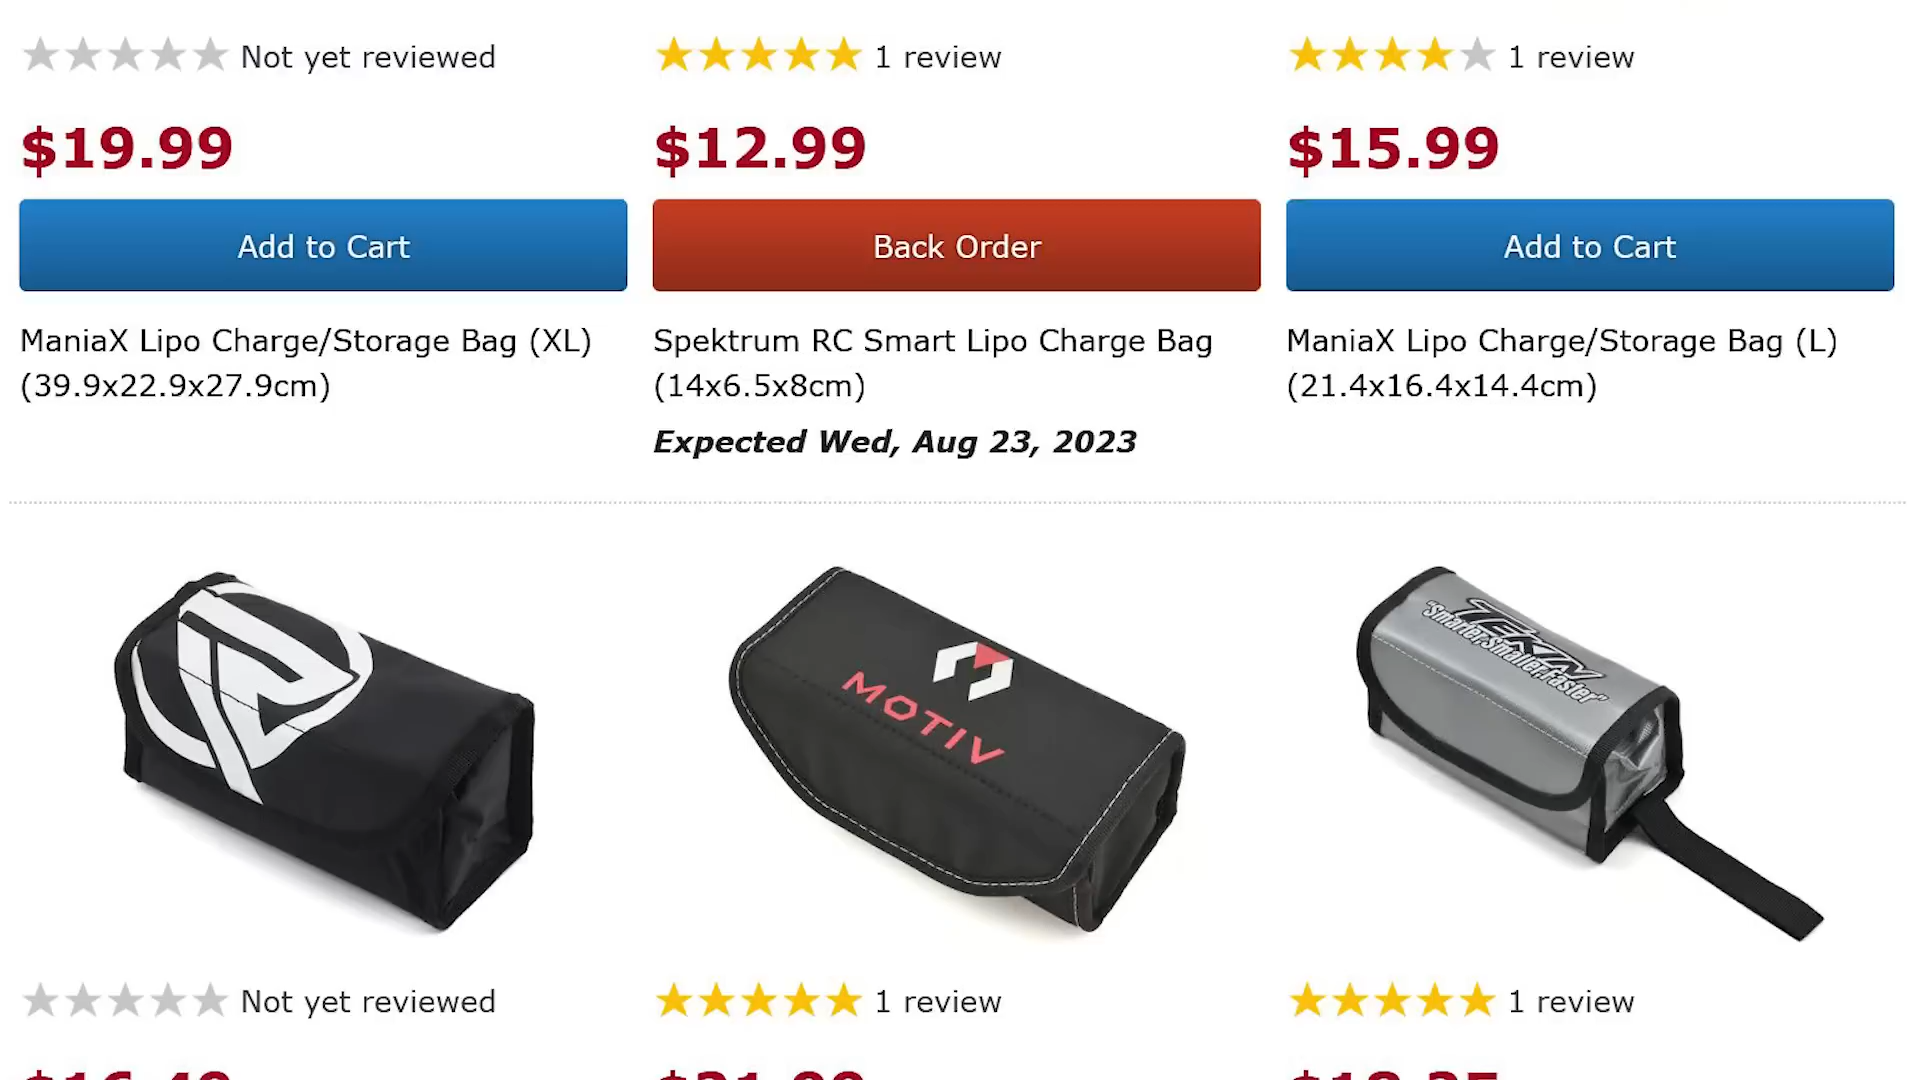 Not yet reviewed
1 review
1 review
$19.99
$12.99
$15.99
Add to Cart
Back Order
Add to Cart
ManiaX Lipo Charge/Storage Bag (XL)
(39.9x22.9x27.9cm)
Spektrum RC Smart Lipo Charge Bag
(14x6.5x8cm)
Expected Wed, Aug 23, 2023
ManiaX Lipo Charge/Storage Bag (L)
(21.4x16.4x14.4cm)
MOTIV
TEKIN
"Smarter.Smaller.Faster"
Not yet reviewed
1 review
1 review